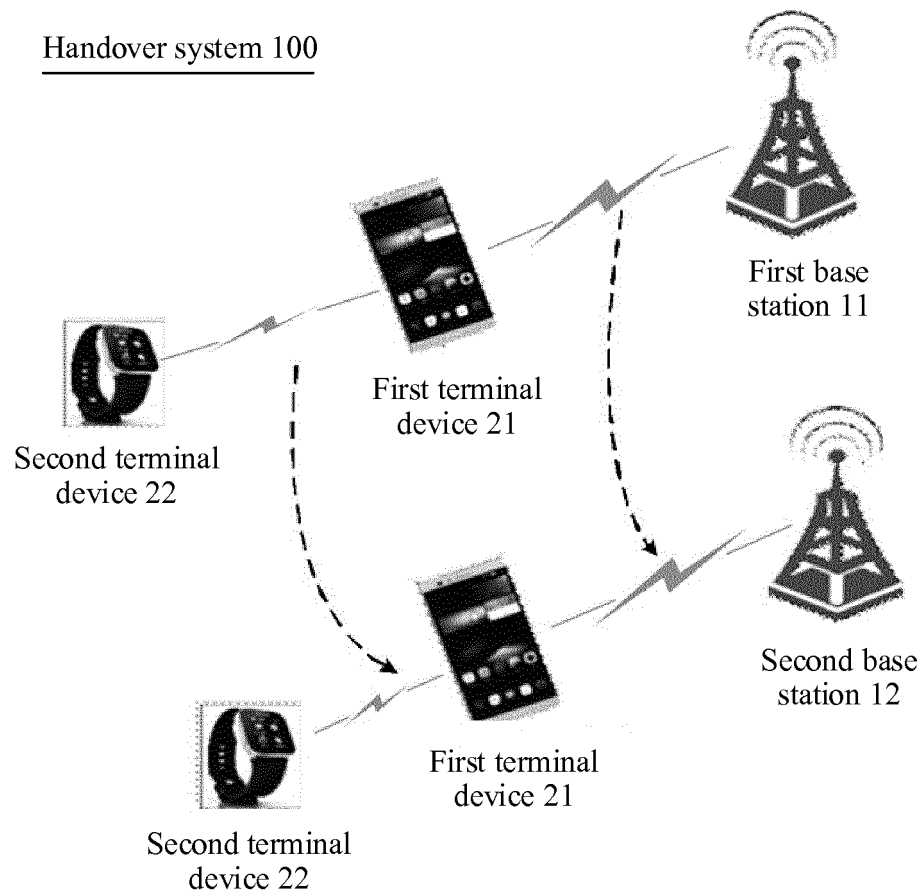 Handover system 100
First base
station 11
First terminal
device 21
Second terminal
device 22
Second base
station 12
First terminal
device 21
Second terminal
device 22